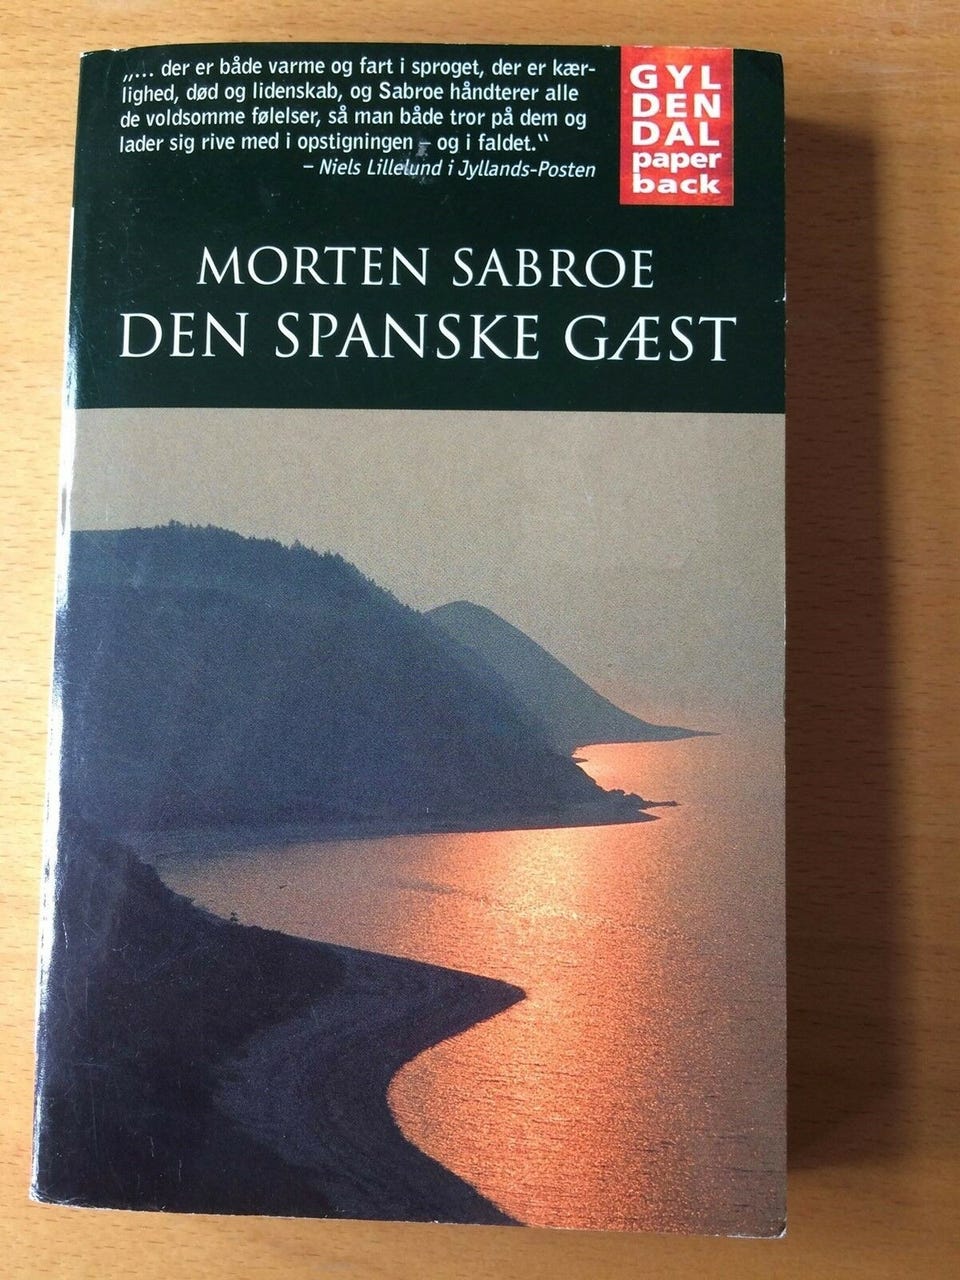 „... der er både varme og fart i sproget, der er kær-
lighed, død og lidenskab, og Sabroe håndterer alle
de voldsomme følelser, så man både tror på dem og
lader sig rive med i opstigningen – og i faldet.“
– Niels Lillelund i Jyllands-Posten
GYL
DEN
DAL
paper
back
MORTEN SABROE
DEN SPANSKE GÆST